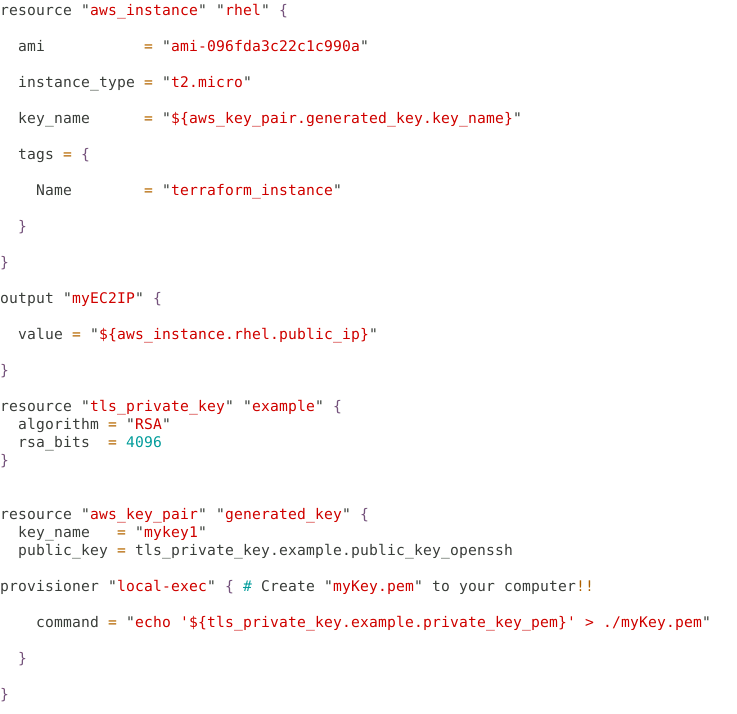 resource "aws_instance" "rhel" {
  ami           = "ami-096fda3c22c1c990a"
  instance_type = "t2.micro"
  key_name      = "${aws_key_pair.generated_key.key_name}"
  tags = {
    Name        = "terraform_instance"
  }
}
output "myEC2IP" {
  value = "${aws_instance.rhel.public_ip}"
}
resource "tls_private_key" "example" {
  algorithm = "RSA"
  rsa_bits  = 4096
}
resource "aws_key_pair" "generated_key" {
  key_name   = "mykey1"
  public_key = tls_private_key.example.public_key_openssh
provisioner "local-exec" { # Create "myKey.pem" to your computer!!
    command = "echo '${tls_private_key.example.private_key_pem}' > ./myKey.pem"
  }
}